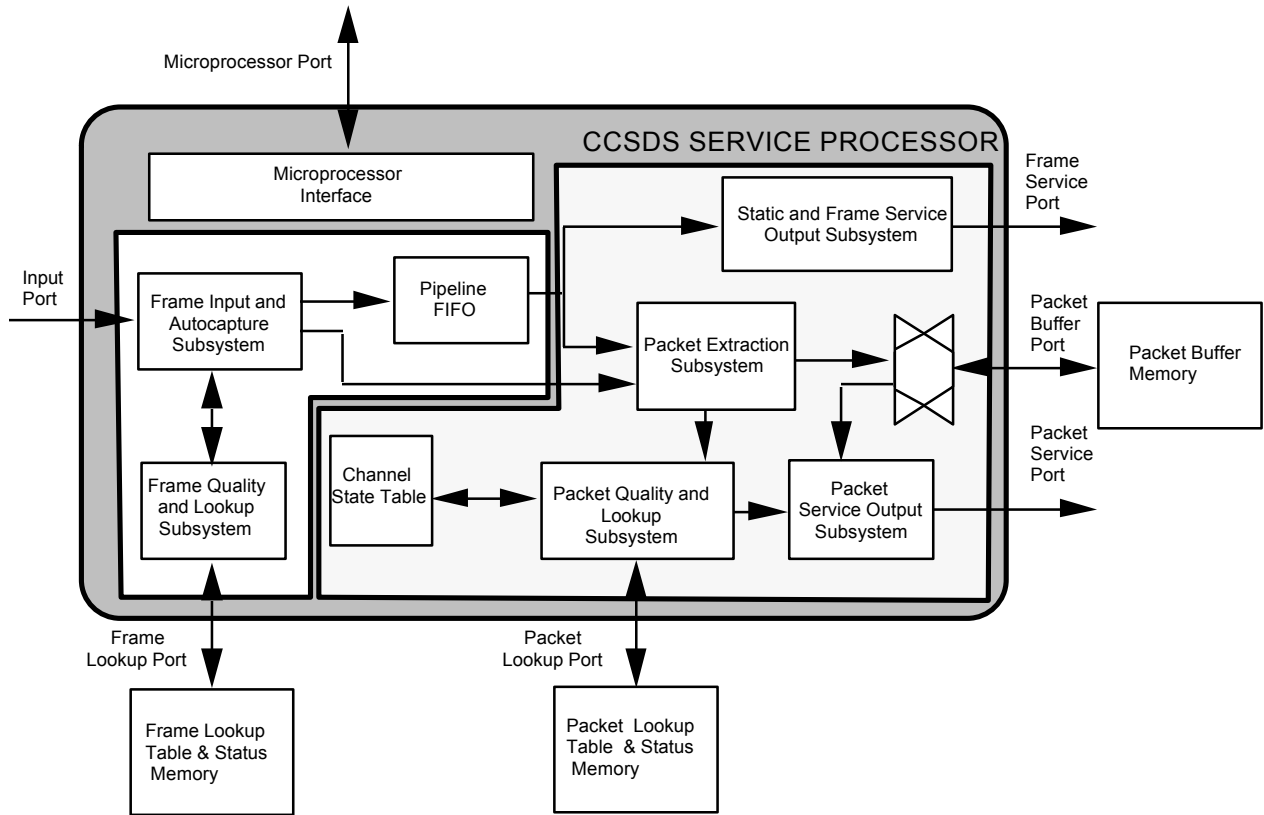 Microprocessor Port
CCSDS SERVICE PROCESSOR
Microprocessor
Interface
Frame
Service
Port
Static and Frame Service
Output Subsystem
Input
Port
Frame Input and
Autocapture
Subsystem
Pipeline
FIFO
Packet Extraction
Subsystem
Packet
Buffer
Port
Packet Buffer
Memory
Channel
State Table
Frame Quality
and Lookup
Subsystem
Packet Quality and
Lookup
Subsystem
Packet
Service Output
Subsystem
Packet
Service
Port
Frame
Lookup Port
Packet
Lookup Port
Frame Lookup
Table & Status
Memory
Packet Lookup
Table & Status
Memory